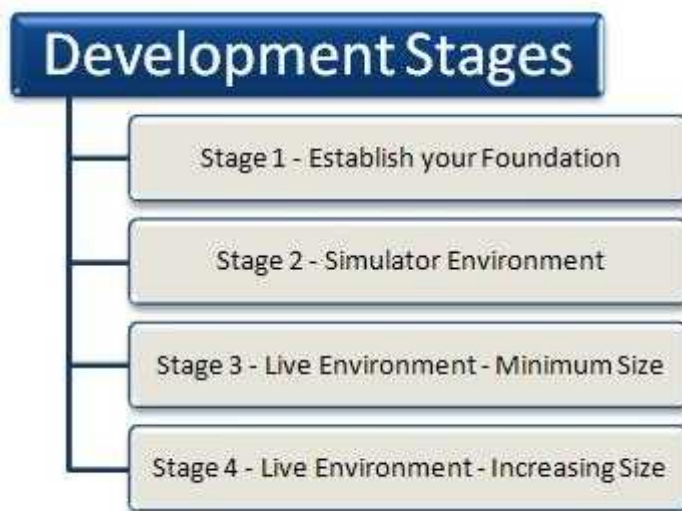 Development Stages
Stage 1 - Establish your Foundation
Stage 2 - Simulator Environment
Stage 3 - Live Environment - Minimum Size
Stage 4 - Live Environment - Increasing Size